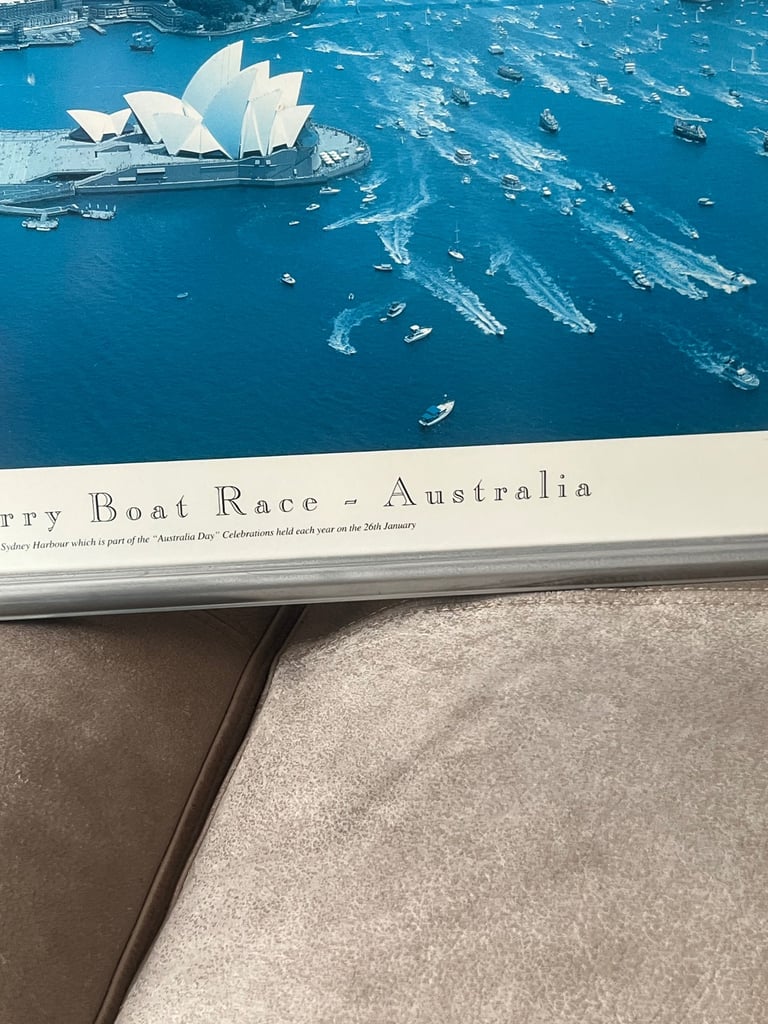 rry Boat Race - Australia
Sydney Harbour which is part of the "Australia Day" Celebrations held each year on the 26th January